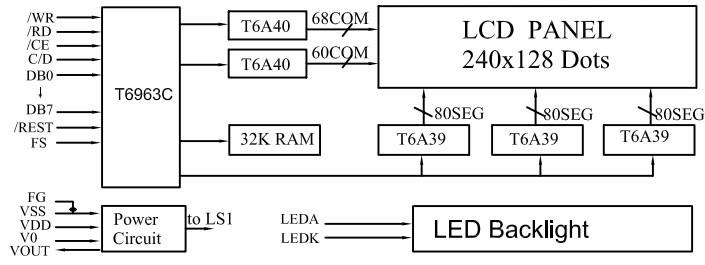 /WR
/RD
/CE
C/D
DB0
DB7
/REST
FS
T6963C
T6A40
68COM
T6A40
60COM
LCD PANEL
240x128 Dots
80SEG
80SEG
80SEG
32K RAM
T6A39
T6A39
T6A39
FG
VSS
VDD
V0
VOUT
Power
Circuit
to LS1
LEDA
LEDK
LED Backlight